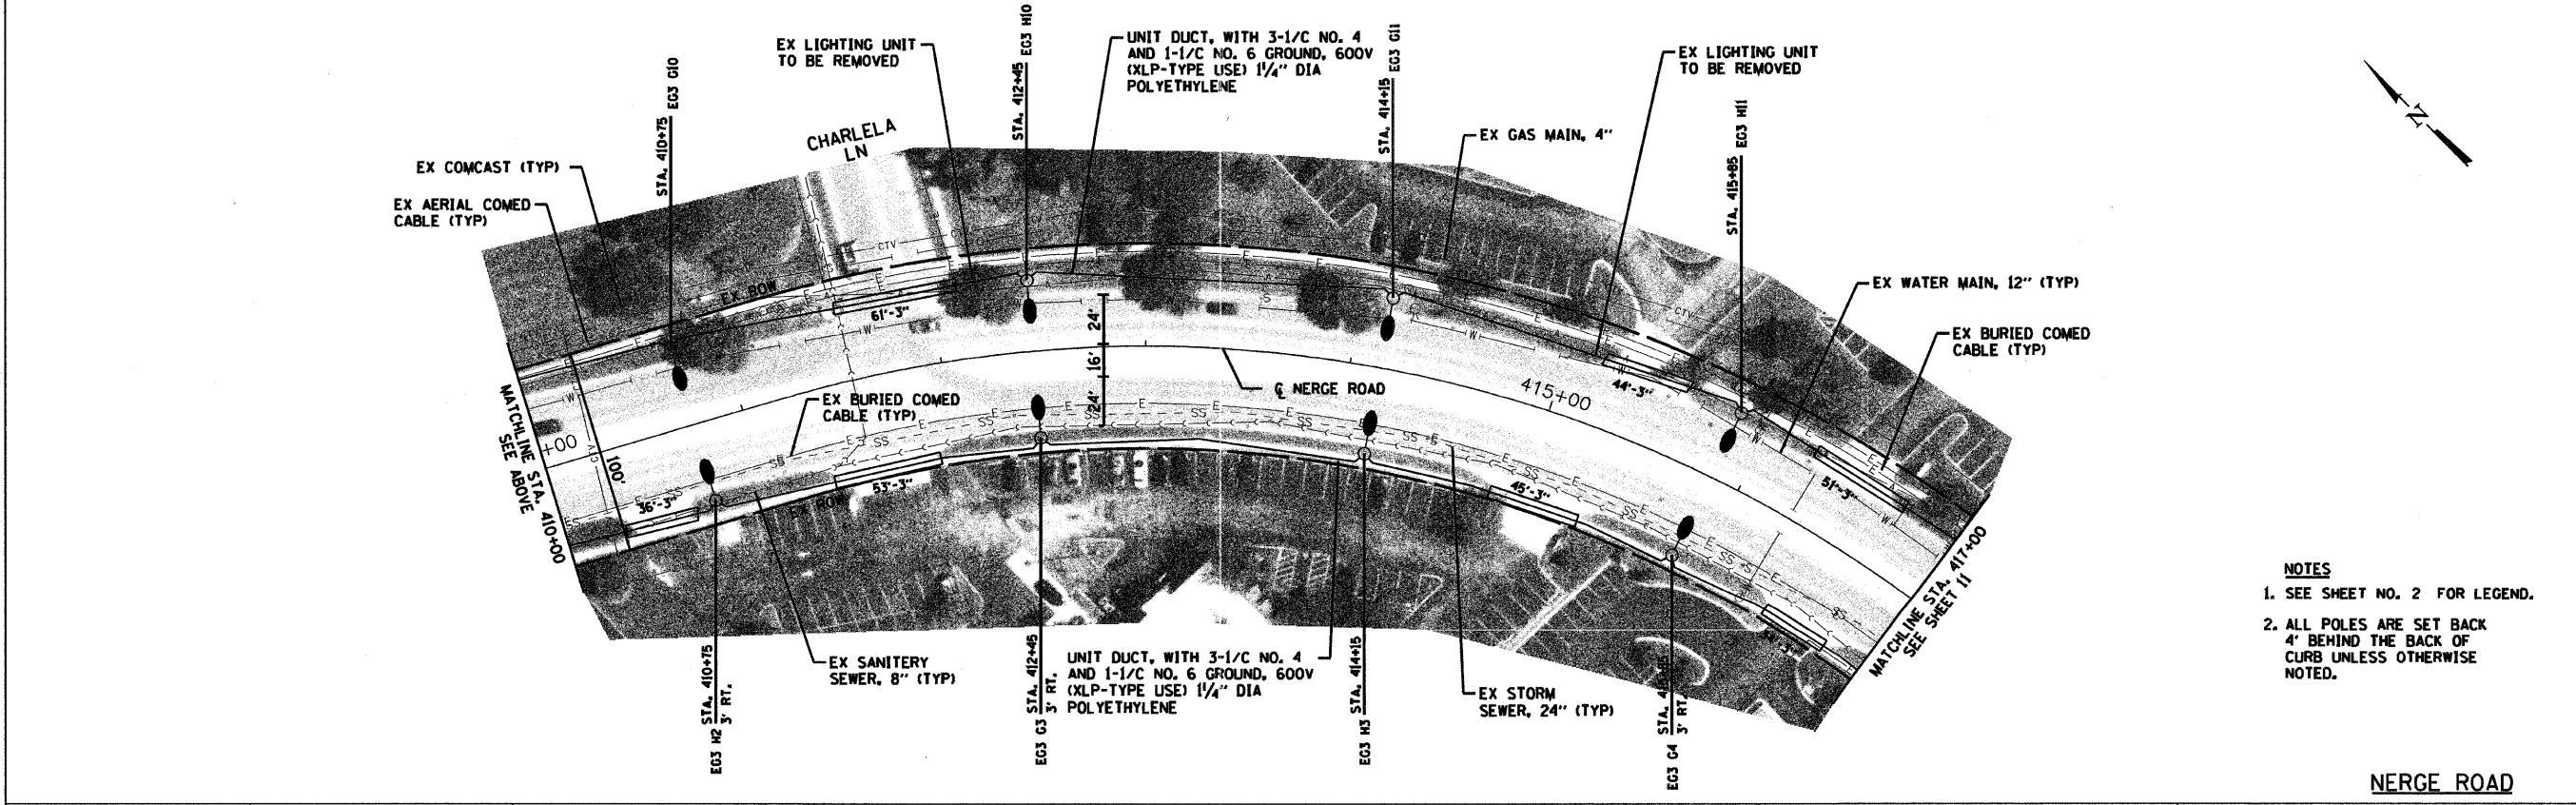 EX LIGHTING UNIT
TO BE REMOVED
UNIT DUCT, WITH 3-1/C NO. 4
AND 1-1/C NO. 6 GROUND, 600V
(XLP-TYPE USE) 1 1/4" DIA
POLYETHYLENE
EX LIGHTING UNIT
TO BE REMOVED
STA. 410+75 EG3 G10
STA. 412+45 EG3 H10
STA. 414+15 EG3 G11
STA. 415+85 EG3 H11
N
CHARLELA
LN
EX GAS MAIN, 4"
EX COMCAST (TYP)
EX AERIAL COMED
CABLE (TYP)
CTV
EX ROW
61'-3"
24'
16'
24'
EX WATER MAIN, 12" (TYP)
EX BURIED COMED
CABLE (TYP)
℄ NERGE ROAD
415+00
44'-3"
51'-3"
EX BURIED COMED
CABLE (TYP)
MATCHLINE STA. 410+00
SEE ABOVE
+00
100'
36'-3"
53'-3"
EX ROW
45'-3"
MATCHLINE STA. 417+00
SEE SHEET 11
EX SANITERY
SEWER, 8" (TYP)
UNIT DUCT, WITH 3-1/C NO. 4
AND 1-1/C NO. 6 GROUND, 600V
(XLP-TYPE USE) 1 1/4" DIA
POLYETHYLENE
EX STORM
SEWER, 24" (TYP)
EG3 H2 STA. 410+75
3' RT.
EG3 G3 STA. 412+45
3' RT.
EG3 H3 STA. 414+15
EG3 G4 STA.
3' RT.
NOTES
1. SEE SHEET NO. 2 FOR LEGEND.
2. ALL POLES ARE SET BACK
4' BEHIND THE BACK OF
CURB UNLESS OTHERWISE
NOTED.
NERGE ROAD